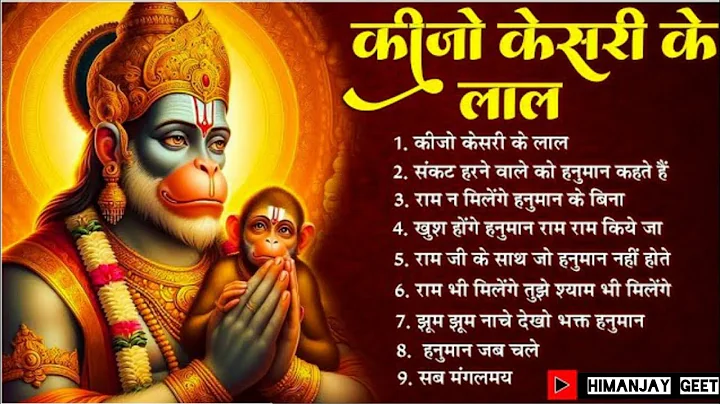 कीजो केसरी के
लाल
1. कीजो केसरी के लाल
2. संकट हरने वाले को हनुमान कहते हैं
3. राम न मिलेंगे हनुमान के बिना
4. खुश होंगे हनुमान राम राम किये जा
5. राम जी के साथ जो हनुमान नहीं होते
6. राम भी मिलेंगे तुझे श्याम भी मिलेंगे
7. झूम झूम नाचे देखो भक्त हनुमान
8. हनुमान जब चले
9. सब मंगलमय
HIMANJAY GEET